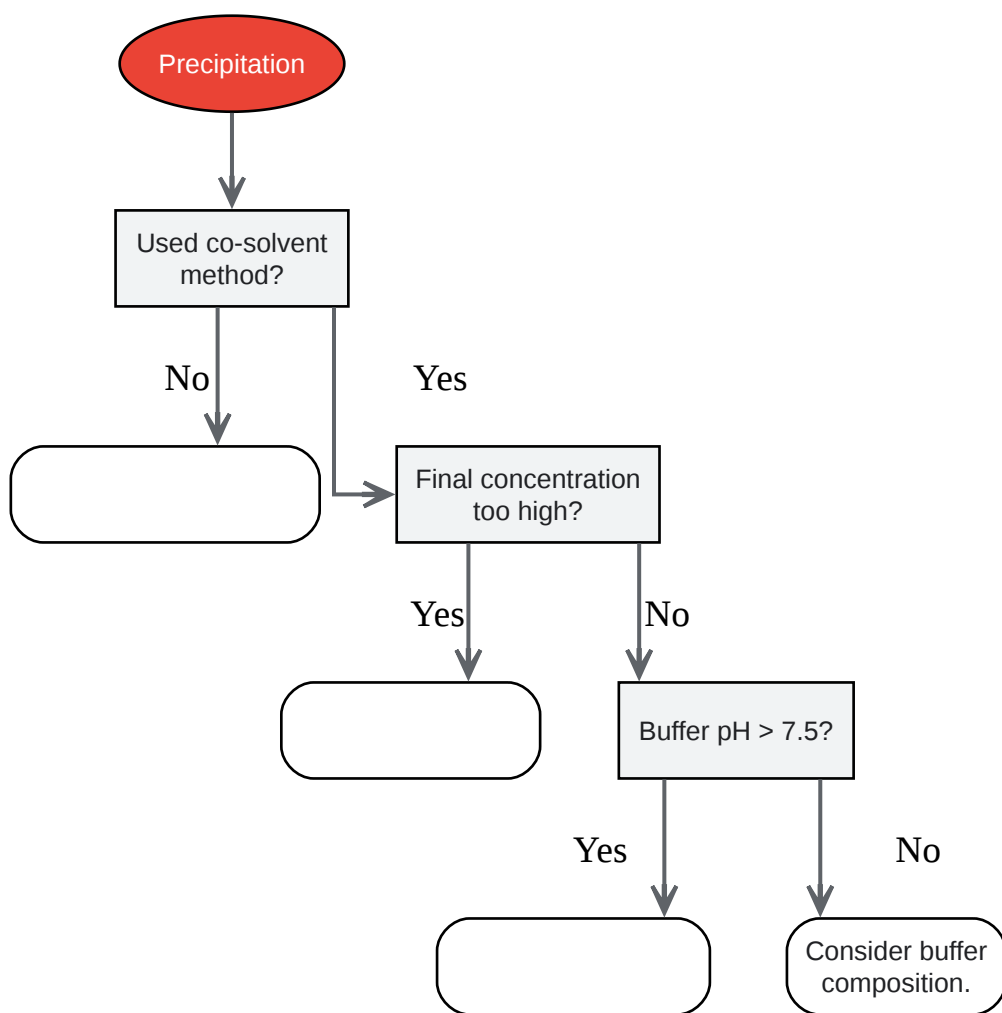 Precipitation
Used co-solvent
method?
No
Yes
Final concentration
too high?
Yes
No
Buffer pH > 7.5?
Yes
No
Consider buffer
composition.